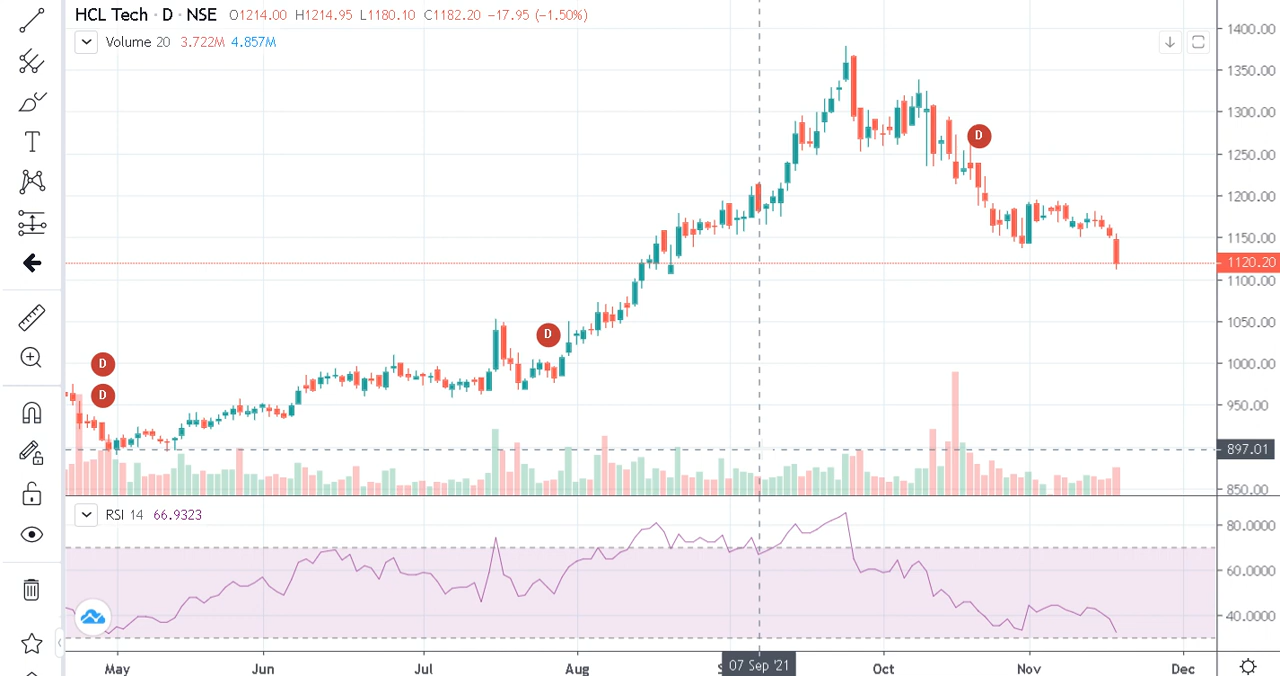 HCL Tech · D · NSE O1214.00 H1214.95 L1180.10 C1182.20 −17.95 (−1.50%)
Volume 20 3.722M 4.857M
1400.00
1350.00
1300.00
1250.00
1200.00
1150.00
1120.20
1100.00
1050.00
1000.00
950.00
897.01
850.00
D
D
D
D
T
RSI 14 66.9323
80.0000
60.0000
40.0000
May Jun Jul Aug 07 Sep '21 Oct Nov Dec